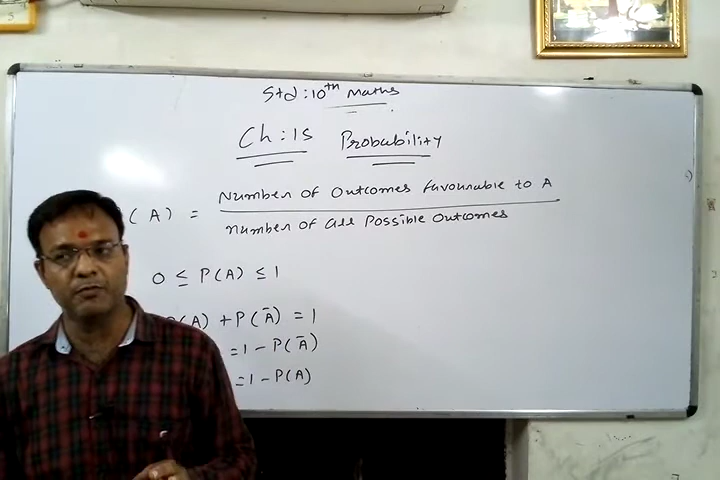 Std : 10th Maths
Ch : 15 Probability
(A) = Number of Outcomes favourable to A
number of all Possible Outcomes
0 ≤ P(A) ≤ 1
P(A) + P(Ā) = 1
= 1 - P(Ā)
= 1 - P(A)